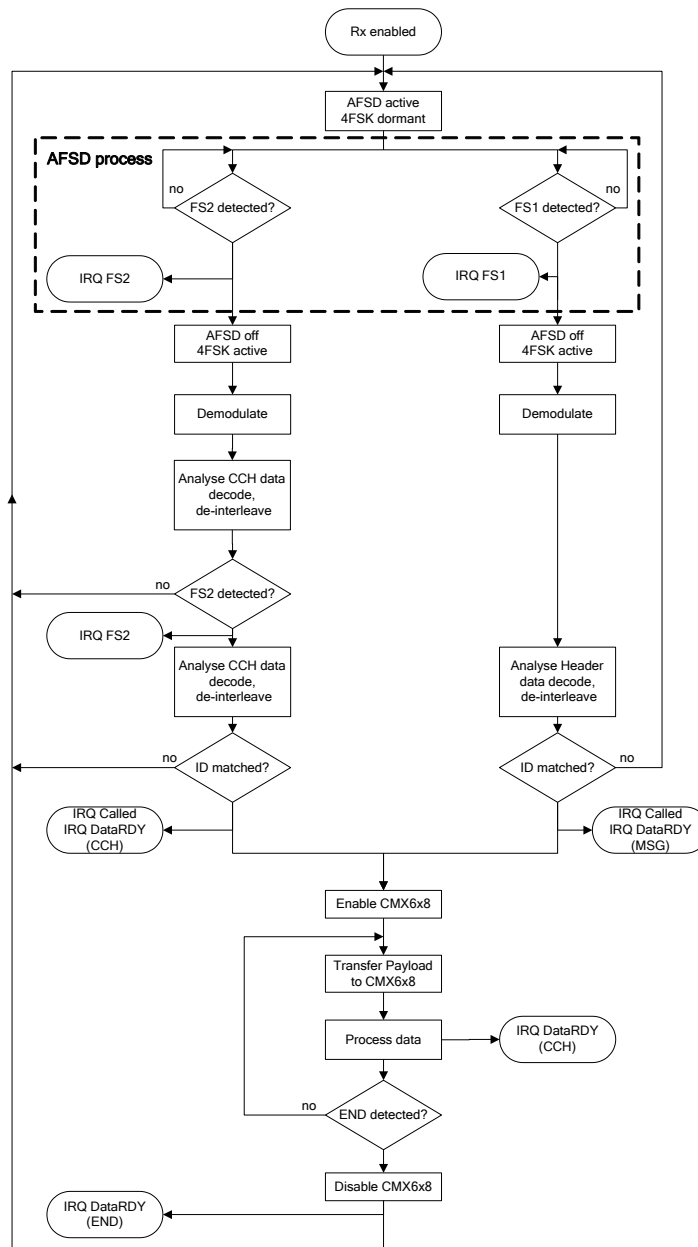 Rx enabled
AFSD active
4FSK dormant
AFSD process
no
FS2 detected?
FS1 detected?
no
IRQ FS2
IRQ FS1
AFSD off
4FSK active
AFSD off
4FSK active
Demodulate
Demodulate
Analyse CCH data
decode,
de-interleave
no
FS2 detected?
IRQ FS2
Analyse CCH data
decode,
de-interleave
Analyse Header
data decode,
de-interleave
no
ID matched?
ID matched?
no
IRQ Called
IRQ DataRDY
(CCH)
IRQ Called
IRQ DataRDY
(MSG)
Enable CMX6x8
Transfer Payload
to CMX6x8
Process data
IRQ DataRDY
(CCH)
no
END detected?
Disable CMX6x8
IRQ DataRDY
(END)